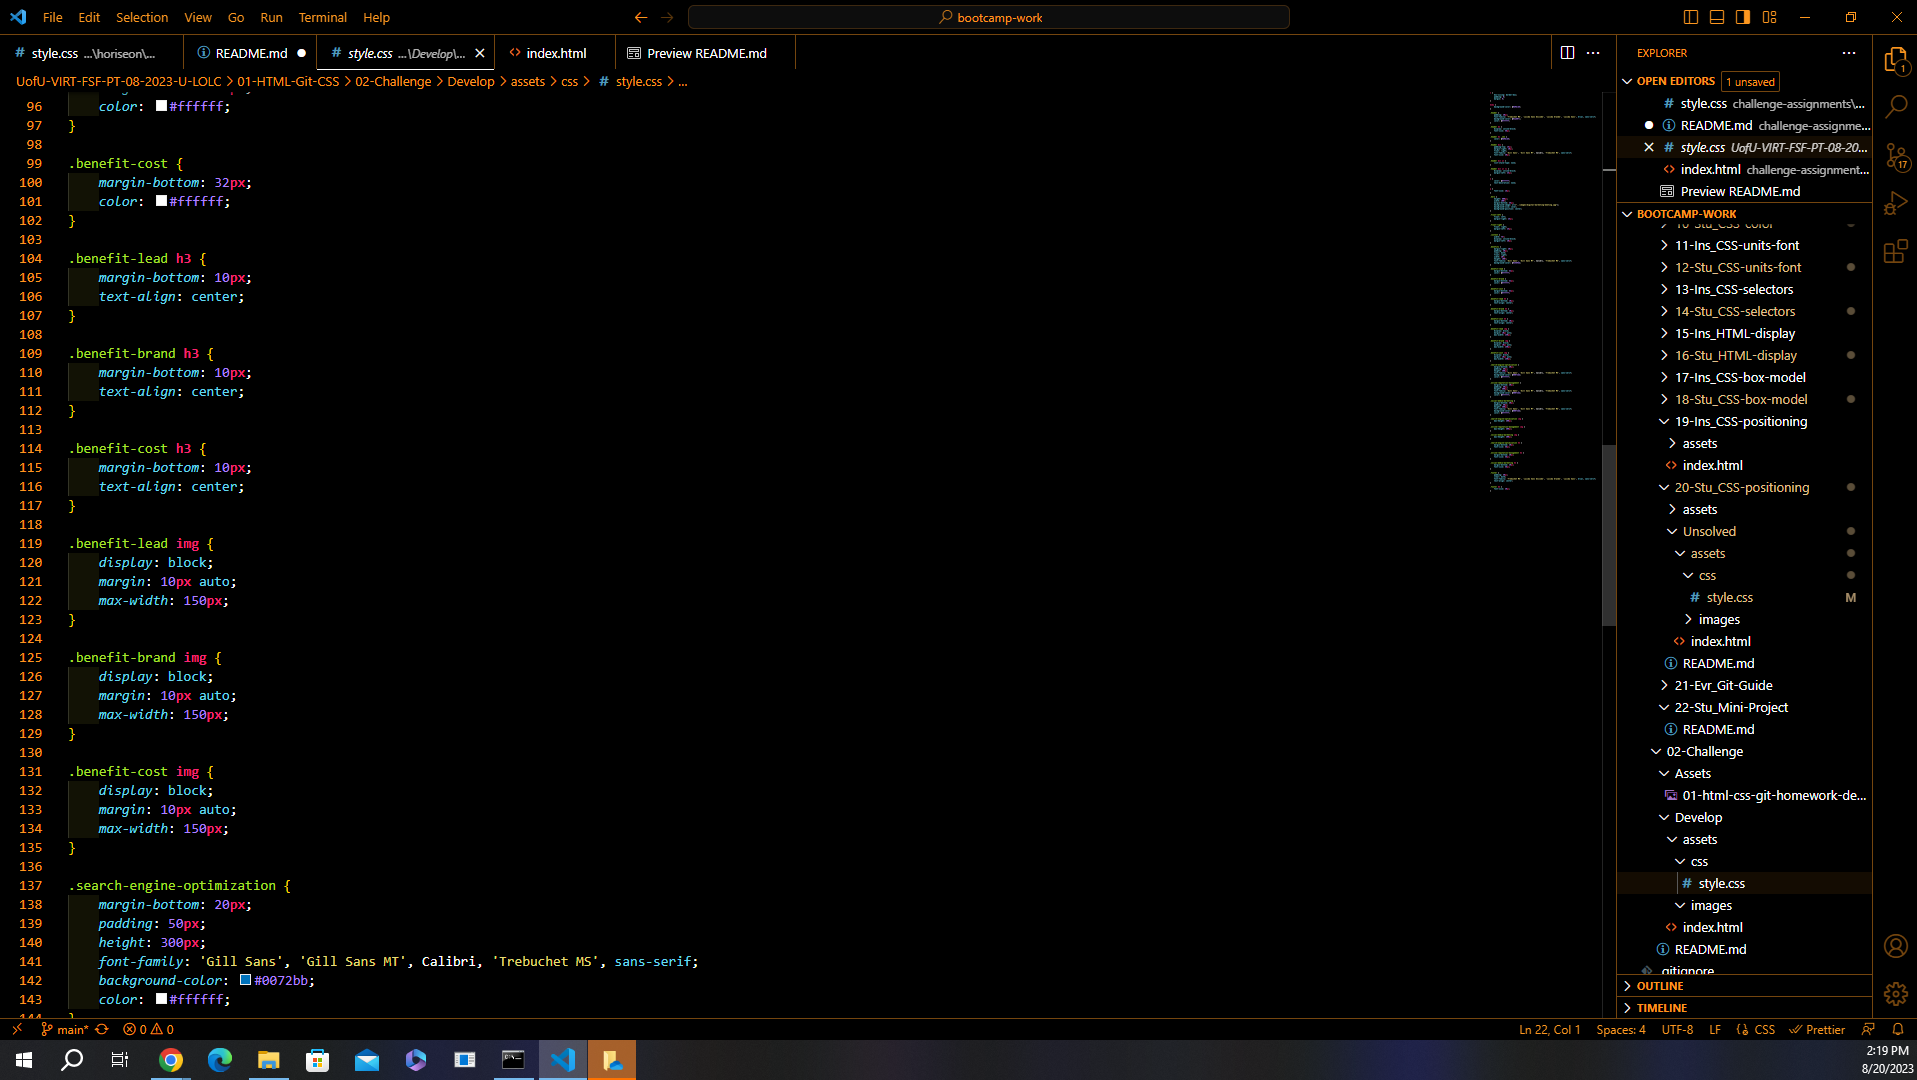 File Edit Selection View Go Run Terminal Help
bootcamp-work
style.css ...\horiseon\...
README.md
style.css ...\Develop\...
index.html
Preview README.md
UofU-VIRT-FSF-PT-08-2023-U-LOLC > 01-HTML-Git-CSS > 02-Challenge > Develop > assets > css > # style.css > ...
96 color: #ffffff;
97 }
98
99 .benefit-cost {
100 margin-bottom: 32px;
101 color: #ffffff;
102 }
103
104 .benefit-lead h3 {
105 margin-bottom: 10px;
106 text-align: center;
107 }
108
109 .benefit-brand h3 {
110 margin-bottom: 10px;
111 text-align: center;
112 }
113
114 .benefit-cost h3 {
115 margin-bottom: 10px;
116 text-align: center;
117 }
118
119 .benefit-lead img {
120 display: block;
121 margin: 10px auto;
122 max-width: 150px;
123 }
124
125 .benefit-brand img {
126 display: block;
127 margin: 10px auto;
128 max-width: 150px;
129 }
130
131 .benefit-cost img {
132 display: block;
133 margin: 10px auto;
134 max-width: 150px;
135 }
136
137 .search-engine-optimization {
138 margin-bottom: 20px;
139 padding: 50px;
140 height: 300px;
141 font-family: 'Gill Sans', 'Gill Sans MT', Calibri, 'Trebuchet MS', sans-serif;
142 background-color: #0072bb;
143 color: #ffffff;
144 }
EXPLORER
OPEN EDITORS 1 unsaved
# style.css challenge-assignments\...
README.md challenge-assignme...
# style.css UofU-VIRT-FSF-PT-08-20...
index.html challenge-assignment...
Preview README.md
BOOTCAMP-WORK
10-Stu_CSS-color
11-Ins_CSS-units-font
12-Stu_CSS-units-font
13-Ins_CSS-selectors
14-Stu_CSS-selectors
15-Ins_HTML-display
16-Stu_HTML-display
17-Ins_CSS-box-model
18-Stu_CSS-box-model
19-Ins_CSS-positioning
assets
index.html
20-Stu_CSS-positioning
assets
Unsolved
assets
css
# style.css M
images
index.html
README.md
21-Evr_Git-Guide
22-Stu_Mini-Project
README.md
02-Challenge
Assets
01-html-css-git-homework-de...
Develop
assets
css
# style.css
images
index.html
README.md
.gitignore
OUTLINE
TIMELINE
1
17
main* 0 0
Ln 22, Col 1 Spaces: 4 UTF-8 LF CSS Prettier
2:19 PM
8/20/2023